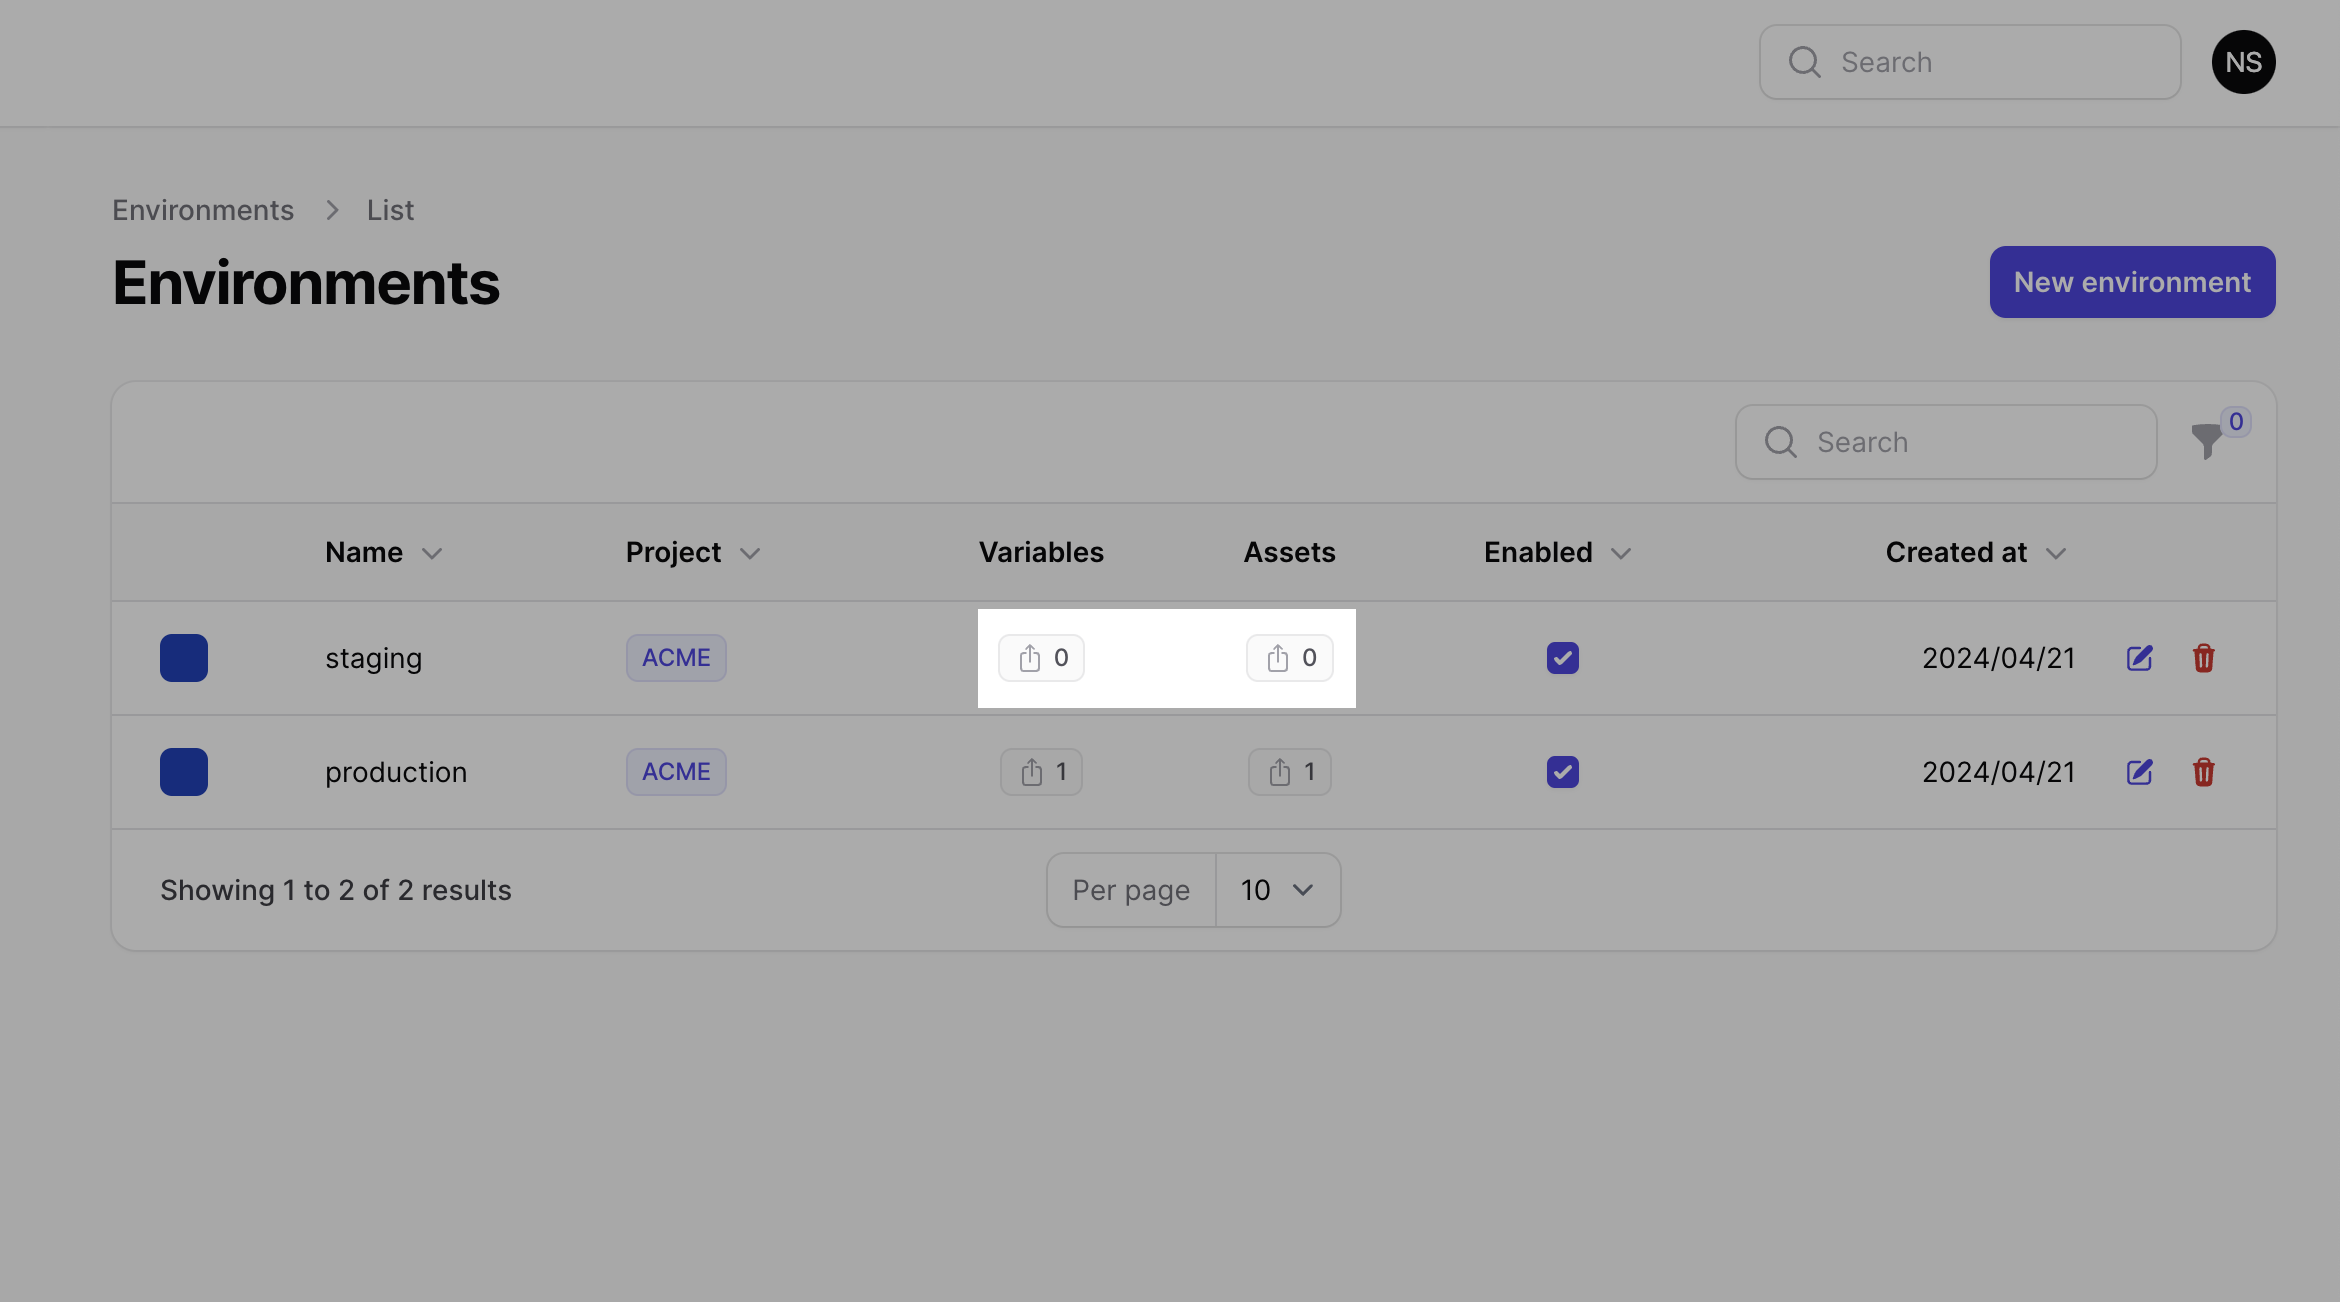 Search NS
Environments List
Environments
New environment
Search 0
Name Project Variables Assets Enabled Created at
staging ACME 0 0 2024/04/21
production ACME 1 1 2024/04/21
Showing 1 to 2 of 2 results Per page 10